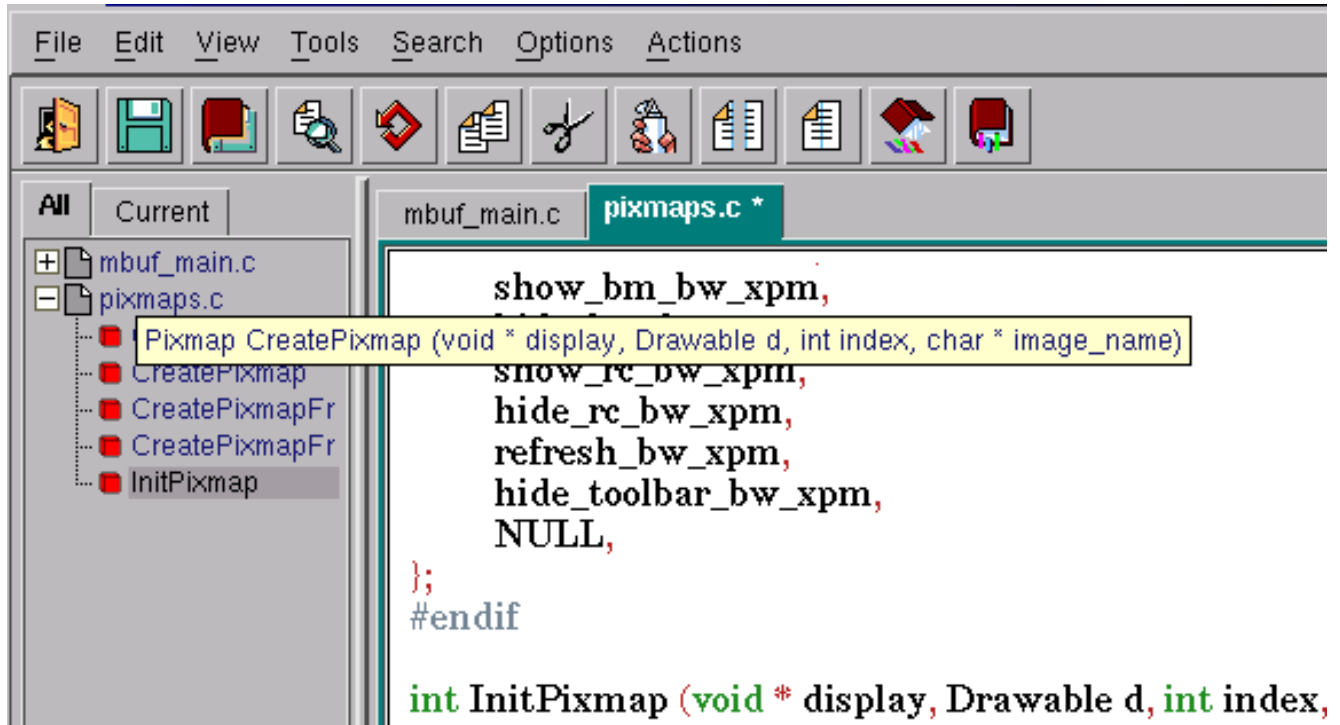 File Edit View Tools Search Options Actions
All Current
mbuf_main.c
pixmaps.c
CreatePixmap
CreatePixmapFr
CreatePixmapFr
InitPixmap
Pixmap CreatePixmap (void * display, Drawable d, int index, char * image_name)
mbuf_main.c pixmaps.c *
show_bm_bw_xpm,
show_rc_bw_xpm,
hide_rc_bw_xpm,
refresh_bw_xpm,
hide_toolbar_bw_xpm,
NULL,
};
#endif
int InitPixmap (void * display, Drawable d, int index,